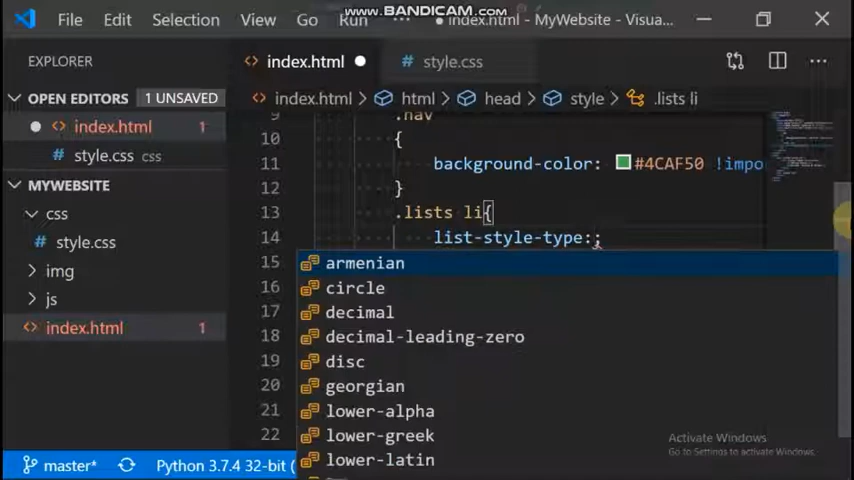 www.BANDICAM.com
File Edit Selection View Go Run ... ● index.html - MyWebsite - Visua...
EXPLORER
index.html ●
style.css
OPEN EDITORS 1 UNSAVED
index.html > html > head > style > .lists li
● index.html 1
style.css css
MYWEBSITE
css
style.css
img
js
index.html 1
9 .nav
10 {
11 background-color: #4CAF50 !impo
12 }
13 .lists li{
14 list-style-type:;
15 armenian
16 circle
17 decimal
18 decimal-leading-zero
19 disc
20 georgian
21 lower-alpha
22 lower-greek
lower-latin
Activate Windows
Go to Settings to activate Windows.
master* Python 3.7.4 32-bit (